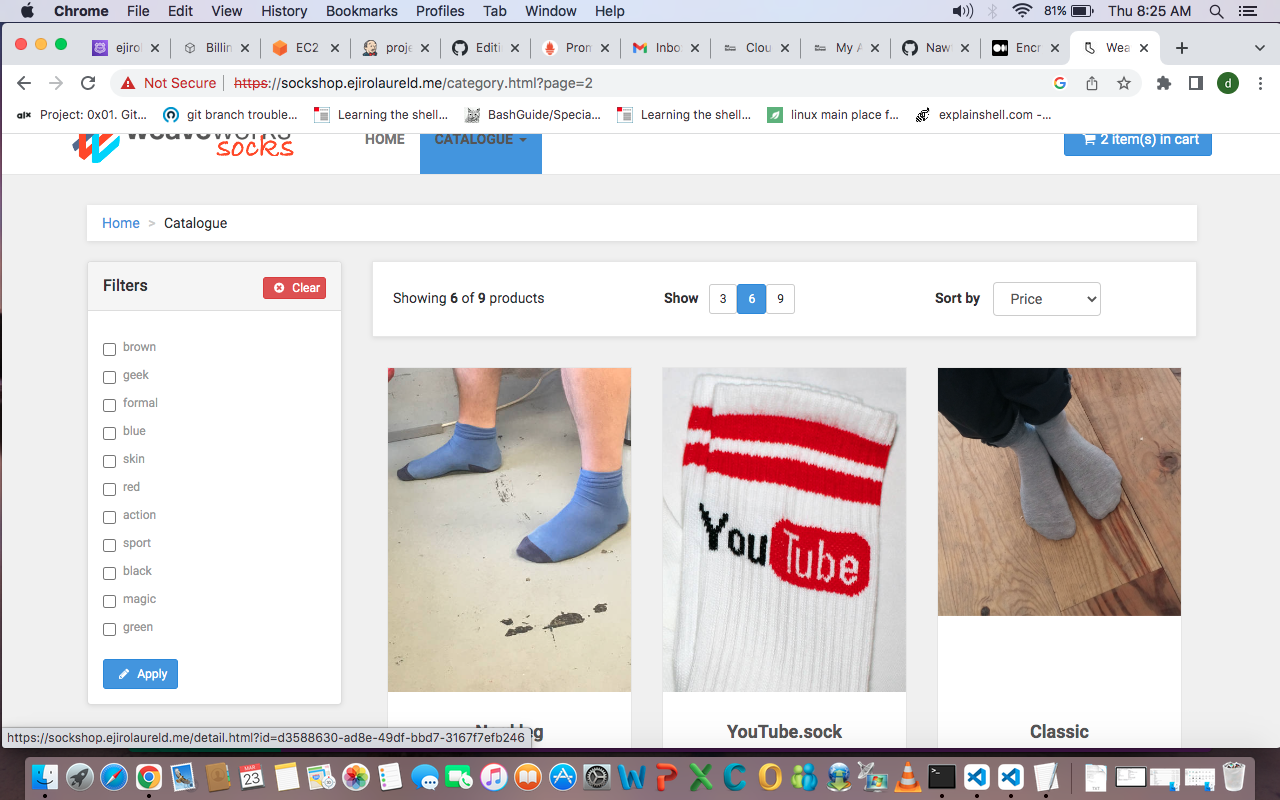 Chrome File Edit View History Bookmarks Profiles Tab Window Help 81% Thu 8:25 AM
ejirol Billin EC2 proje Editi Pron Inbo Clou My A Naw Encr Wea
Not Secure https://sockshop.ejirolaureld.me/category.html?page=2 d
alx Project: 0x01. Git... git branch trouble... Learning the shell... BashGuide/Specia... Learning the shell... linux main place f... explainshell.com -...
weaveworks
socks
HOME CATALOGUE 2 item(s) in cart
Home > Catalogue
Filters Clear
Showing 6 of 9 products Show 3 6 9 Sort by Price
brown
geek
formal
blue
skin
red
action
sport
black
magic
green
Apply
YouTube
YouTube.sock Classic
https://sockshop.ejirolaureld.me/detail.html?id=d3588630-ad8e-49df-bbd7-3167f7efb246
MAR
23